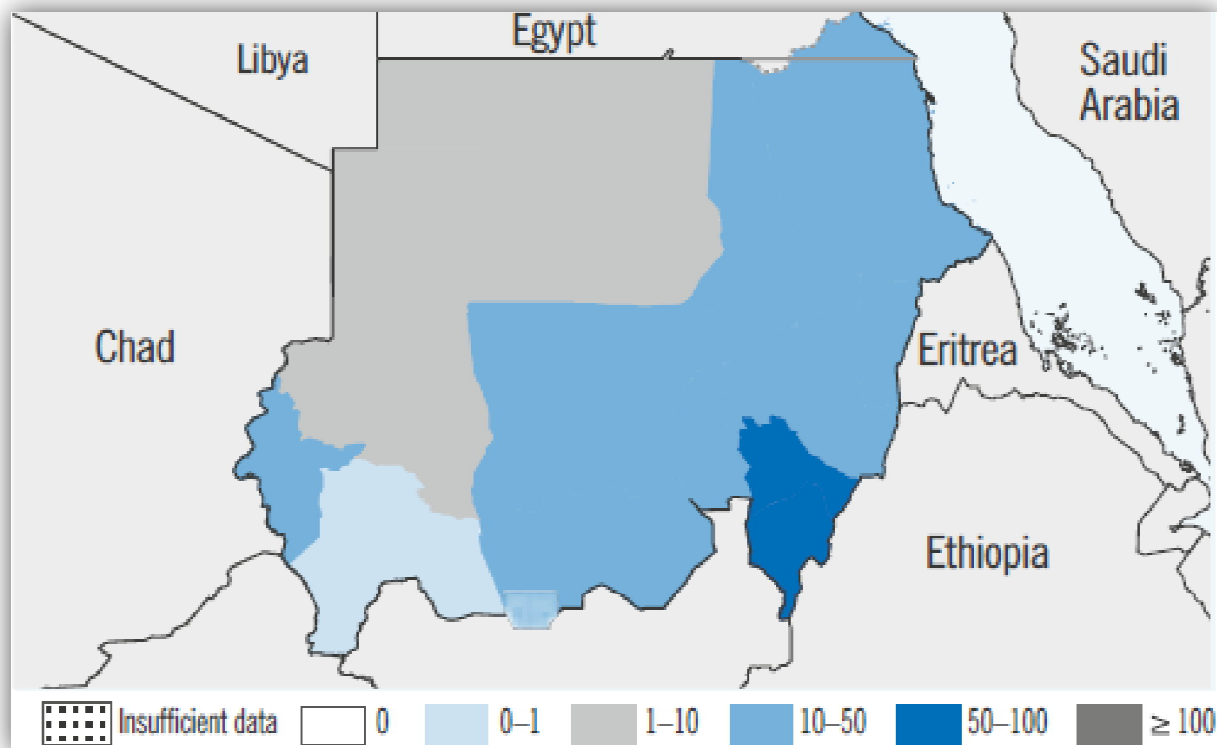 Libya
Egypt
Saudi
Arabia
Chad
Eritrea
Ethiopia
Insufficient data 0 0–1 1–10 10–50 50–100 ≥ 100